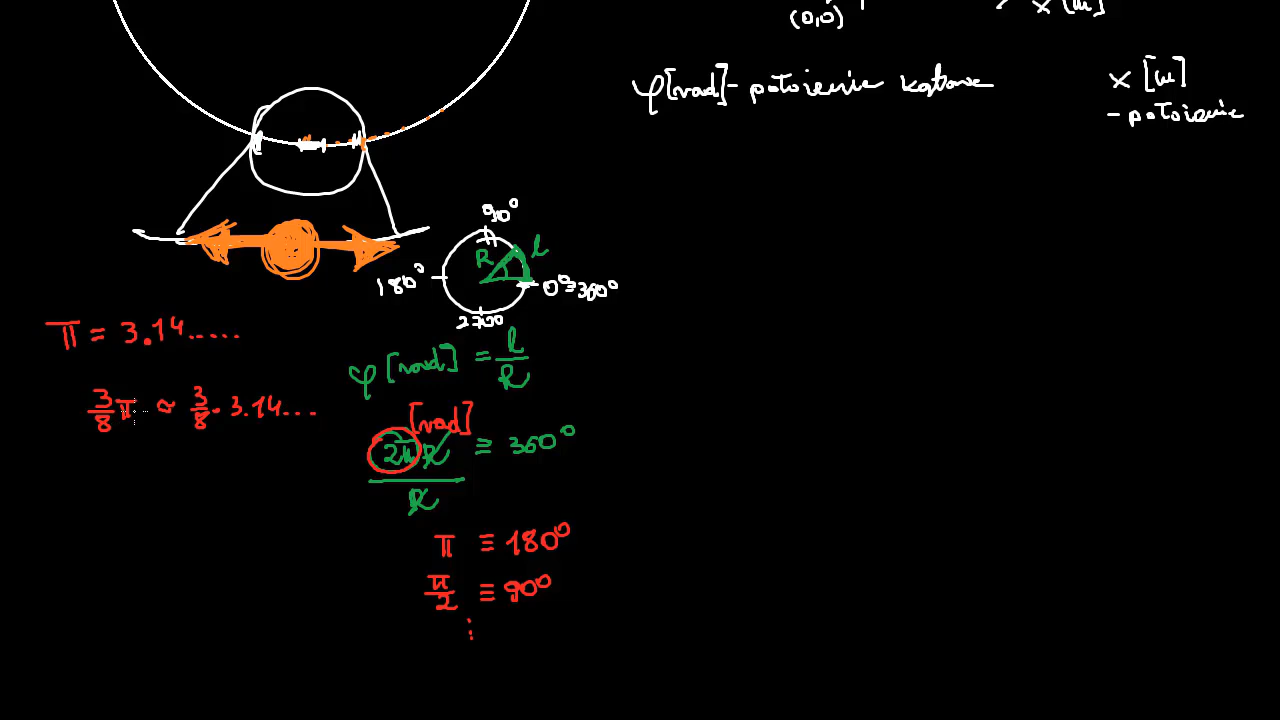 (0,0)
x [m]
φ[rad] - położenie kątowe
x [m]
- położenie
90°
R
l
180°
0°≡360°
270°
π = 3.14.....
φ [rad] = l/R
3/8 π ≈ 3/8 · 3.14...
[rad]
2πR/R ≡ 360°
π ≡ 180°
π/2 ≡ 90°
⋮